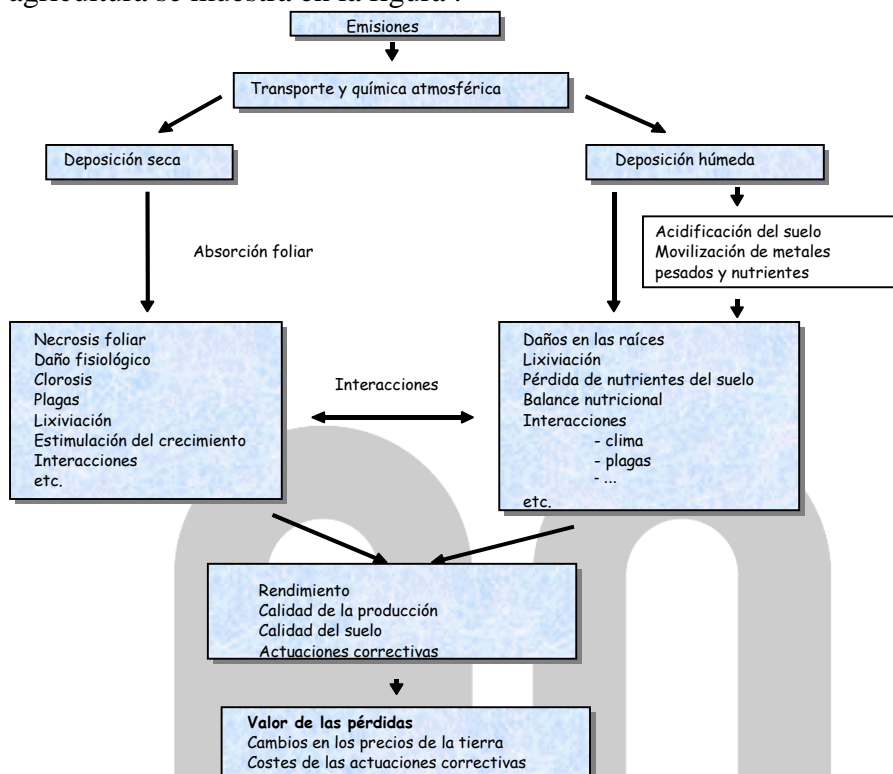 agricultura se muestra en la figura .
Emisiones
Transporte y química atmosférica
Deposición seca
Deposición húmeda
Absorción foliar
Acidificación del suelo
Movilización de metales
pesados y nutrientes
Necrosis foliar
Daño fisiológico
Clorosis
Plagas
Lixiviación
Estimulación del crecimiento
Interacciones
etc.
Interacciones
Daños en las raíces
Lixiviación
Pérdida de nutrientes del suelo
Balance nutricional
Interacciones
- clima
- plagas
- ...
etc.
Rendimiento
Calidad de la producción
Calidad del suelo
Actuaciones correctivas
Valor de las pérdidas
Cambios en los precios de la tierra
Costes de las actuaciones correctivas